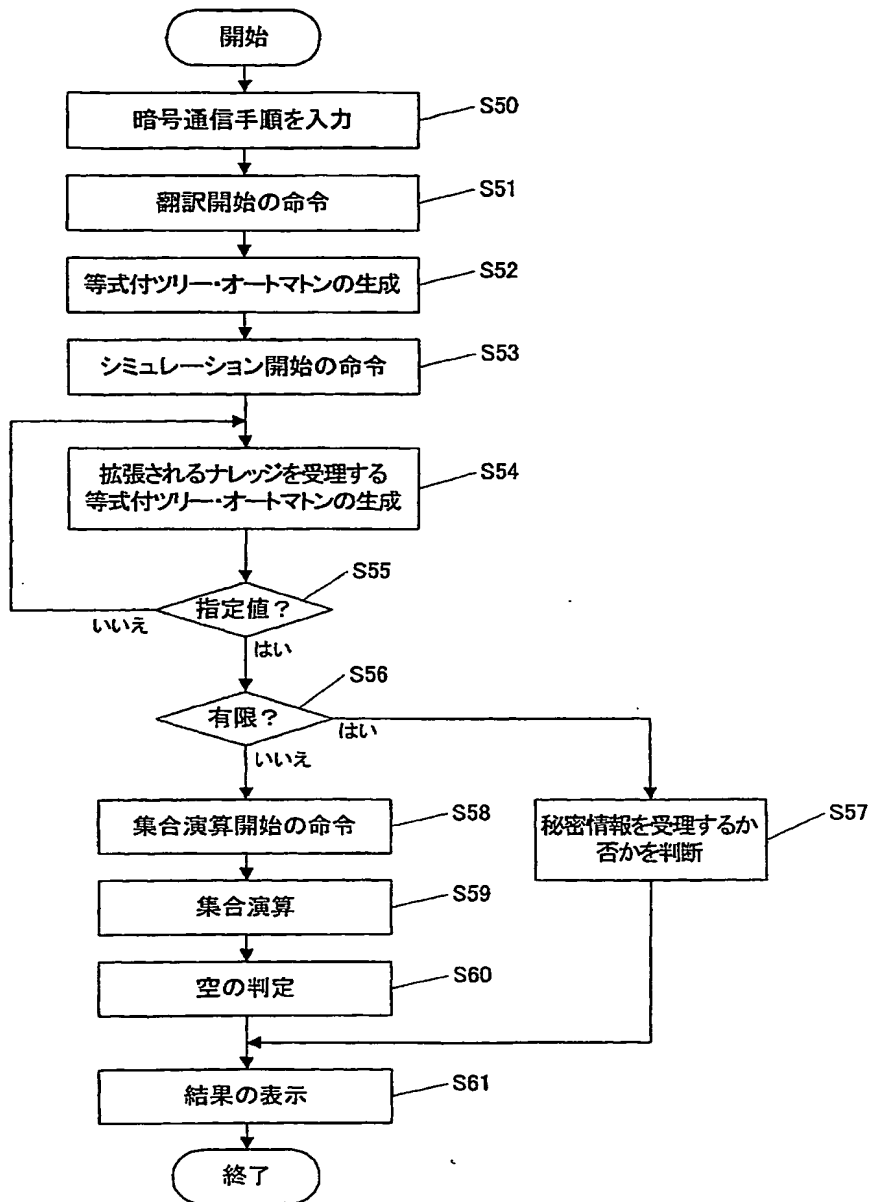 開始
暗号通信手順を入力
S50
翻訳開始の命令
S51
等式付ツリー・オートマトンの生成
S52
シミュレーション開始の命令
S53
拡張されるナレッジを受理する
等式付ツリー・オートマトンの生成
S54
指定値？
S55
いいえ
はい
有限？
S56
はい
いいえ
集合演算開始の命令
S58
秘密情報を受理するか
否かを判断
S57
集合演算
S59
空の判定
S60
結果の表示
S61
終了